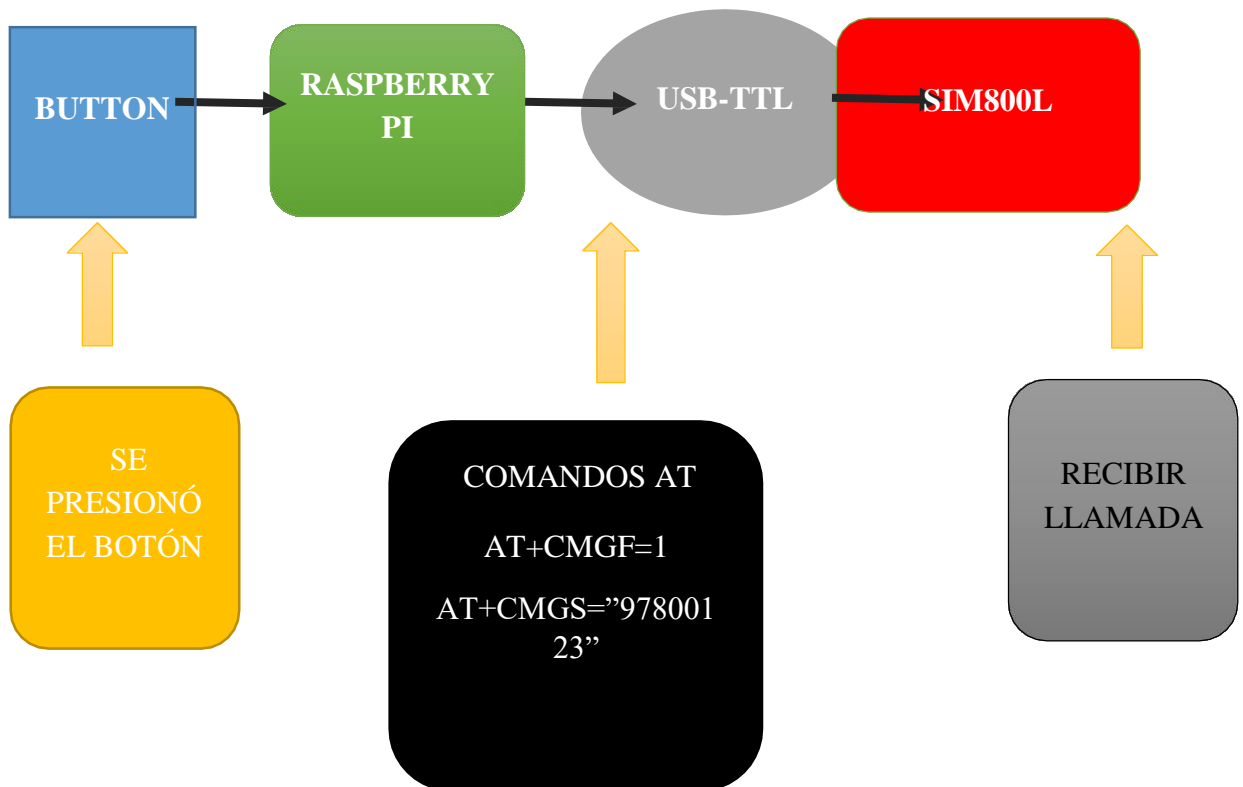 BUTTON
RASPBERRY
PI
USB-TTL
SIM800L
SE
PRESIONÓ
EL BOTÓN
COMANDOS AT
AT+CMGF=1
AT+CMGS=”978001
23”
RECIBIR
LLAMADA